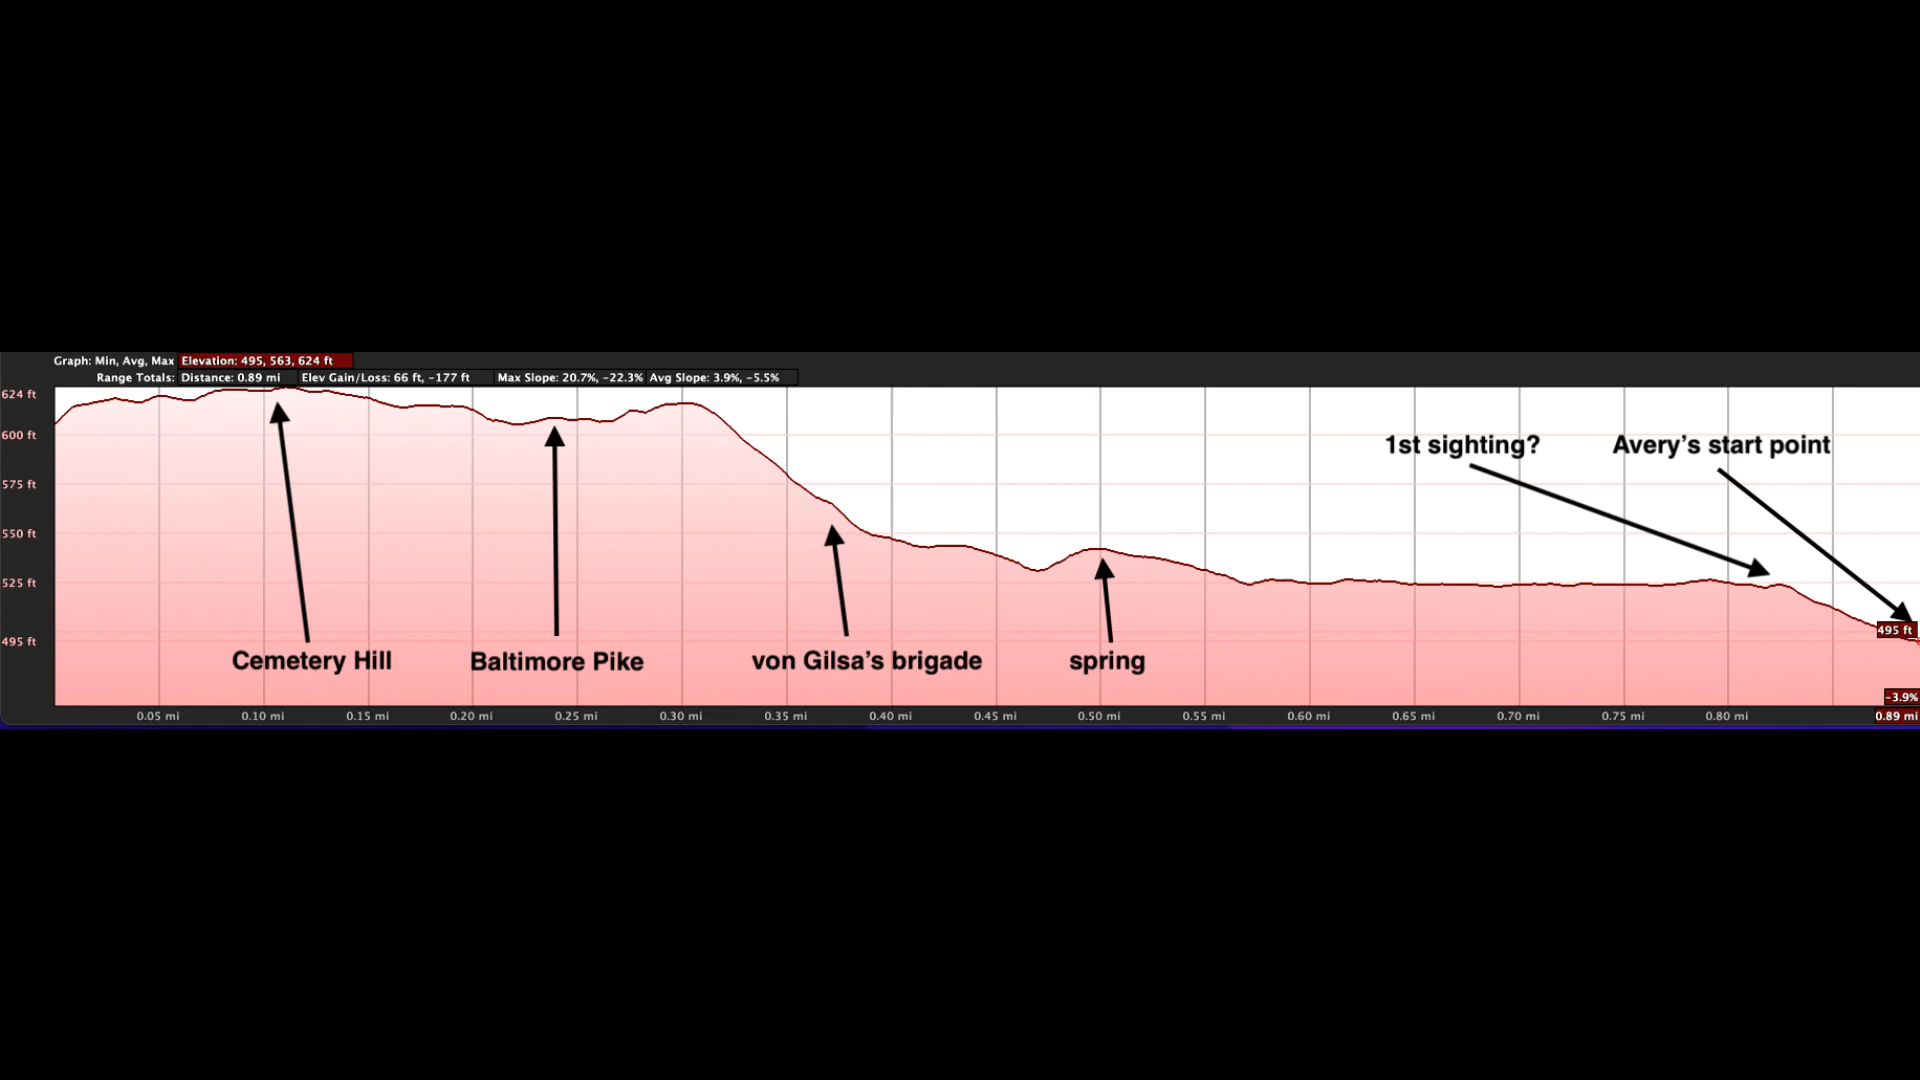 Graph: Min, Avg, Max Elevation: 495, 563, 624 ft
Range Totals: Distance: 0.89 mi Elev Gain/Loss: 66 ft, -177 ft Max Slope: 20.7%, -22.3% Avg Slope: 3.9%, -5.5%
624 ft
600 ft
575 ft
550 ft
525 ft
495 ft
1st sighting?
Avery's start point
495 ft
Cemetery Hill
Baltimore Pike
von Gilsa's brigade
spring
-3.9%
0.05 mi 0.10 mi 0.15 mi 0.20 mi 0.25 mi 0.30 mi 0.35 mi 0.40 mi 0.45 mi 0.50 mi 0.55 mi 0.60 mi 0.65 mi 0.70 mi 0.75 mi 0.80 mi 0.89 mi